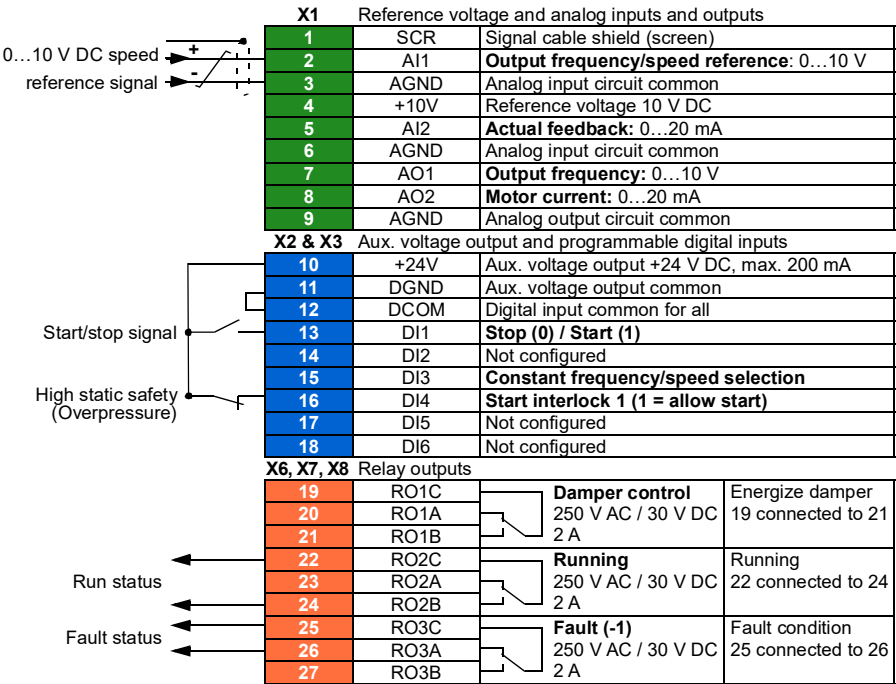 X1 Reference voltage and analog inputs and outputs
1 SCR Signal cable shield (screen)
0…10 V DC speed + 2 AI1 Output frequency/speed reference: 0…10 V
reference signal - 3 AGND Analog input circuit common
4 +10V Reference voltage 10 V DC
5 AI2 Actual feedback: 0…20 mA
6 AGND Analog input circuit common
7 AO1 Output frequency: 0…10 V
8 AO2 Motor current: 0…20 mA
9 AGND Analog output circuit common
X2 & X3 Aux. voltage output and programmable digital inputs
10 +24V Aux. voltage output +24 V DC, max. 200 mA
11 DGND Aux. voltage output common
12 DCOM Digital input common for all
Start/stop signal 13 DI1 Stop (0) / Start (1)
14 DI2 Not configured
15 DI3 Constant frequency/speed selection
High static safety 16 DI4 Start interlock 1 (1 = allow start)
(Overpressure)
17 DI5 Not configured
18 DI6 Not configured
X6, X7, X8 Relay outputs
19 RO1C Damper control Energize damper
20 RO1A 250 V AC / 30 V DC 19 connected to 21
21 RO1B 2 A
22 RO2C Running Running
Run status 23 RO2A 250 V AC / 30 V DC 22 connected to 24
24 RO2B 2 A
25 RO3C Fault (-1) Fault condition
Fault status 26 RO3A 250 V AC / 30 V DC 25 connected to 26
27 RO3B 2 A